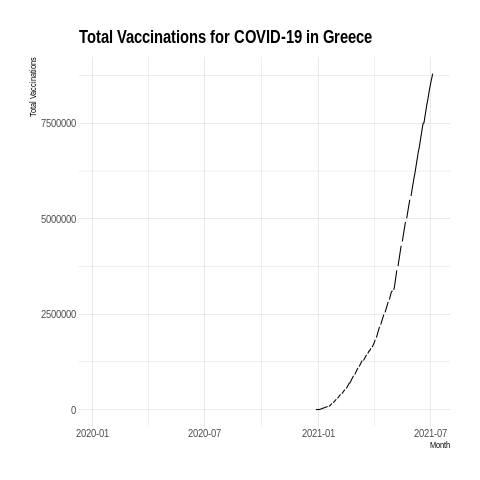 Total Vaccinations for COVID-19 in Greece
Total Vaccinations
7500000
5000000
2500000
0
2020-01
2020-07
2021-01
2021-07
Month